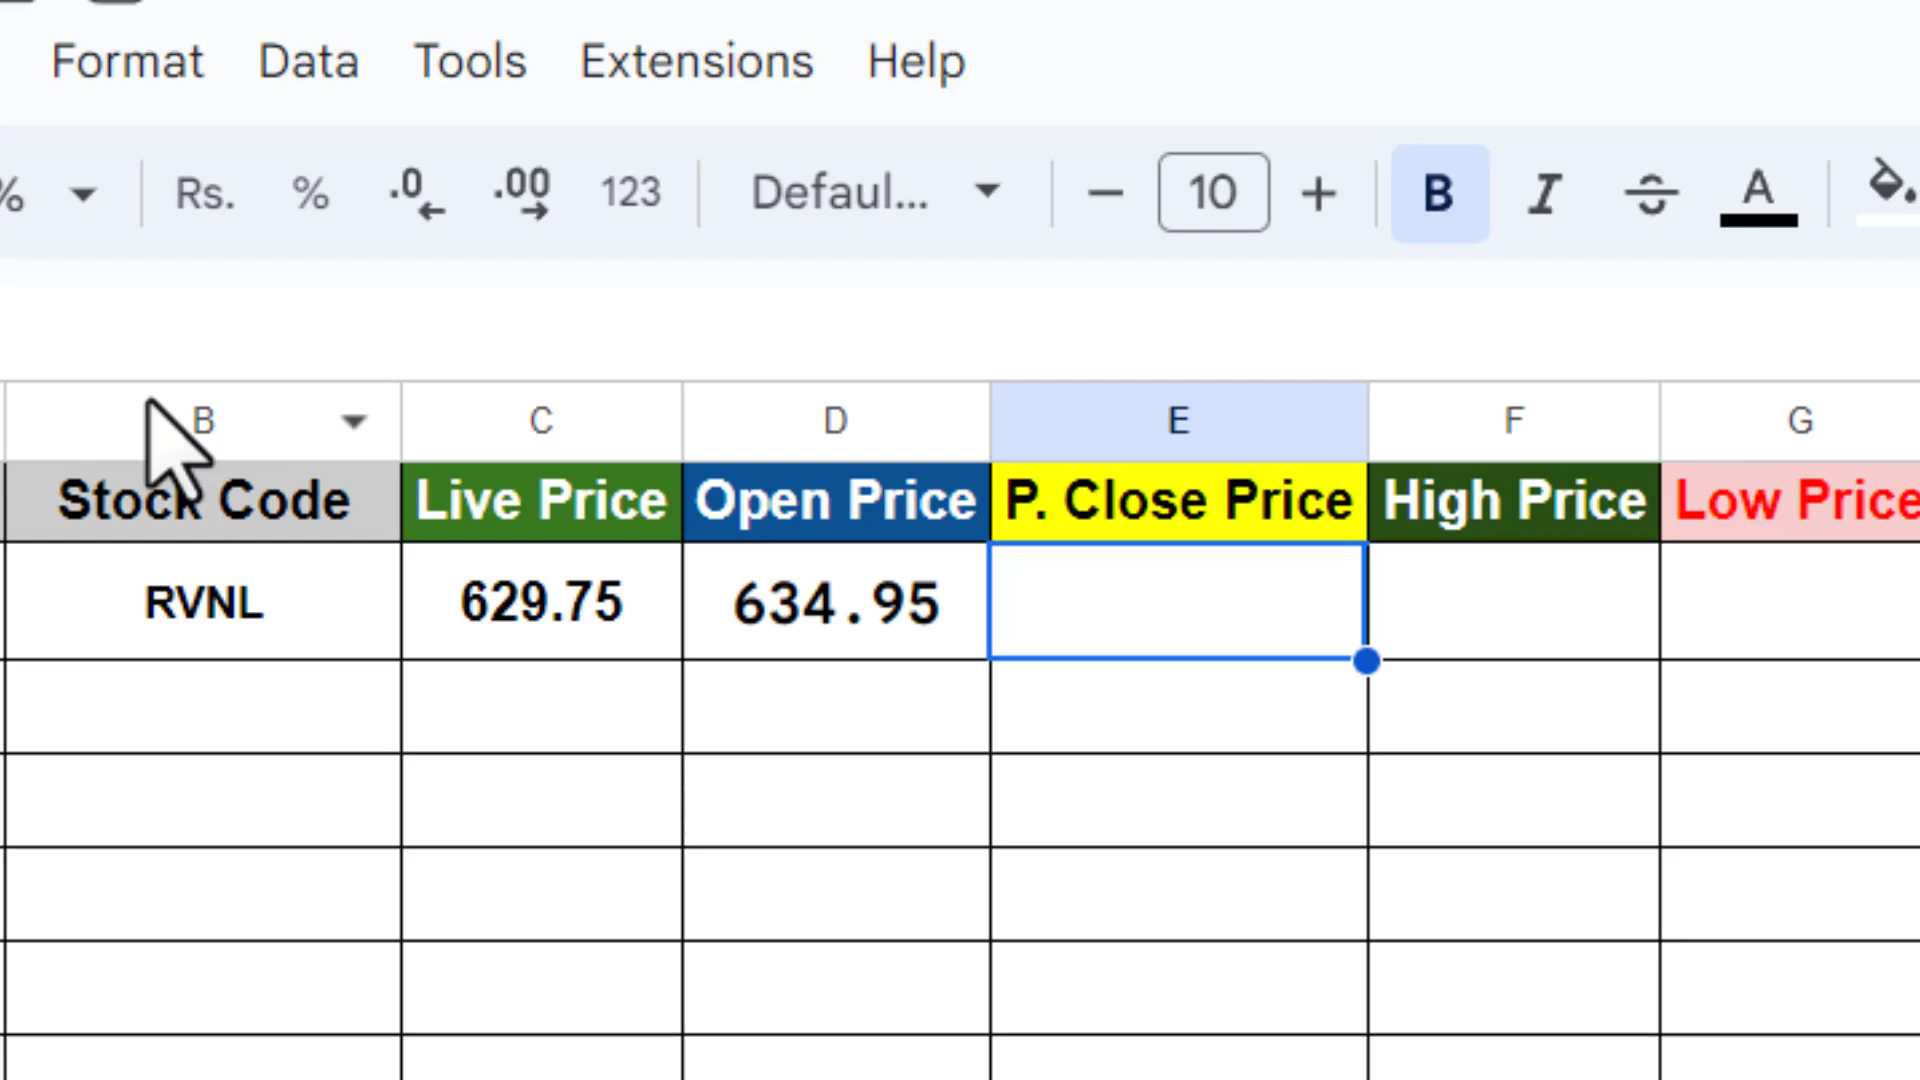 Format Data Tools Extensions Help
% Rs. % .0 .00 123 Defaul... − 10 + B I S A
B C D E F G
Stock Code Live Price Open Price P. Close Price High Price Low Price
RVNL 629.75 634.95